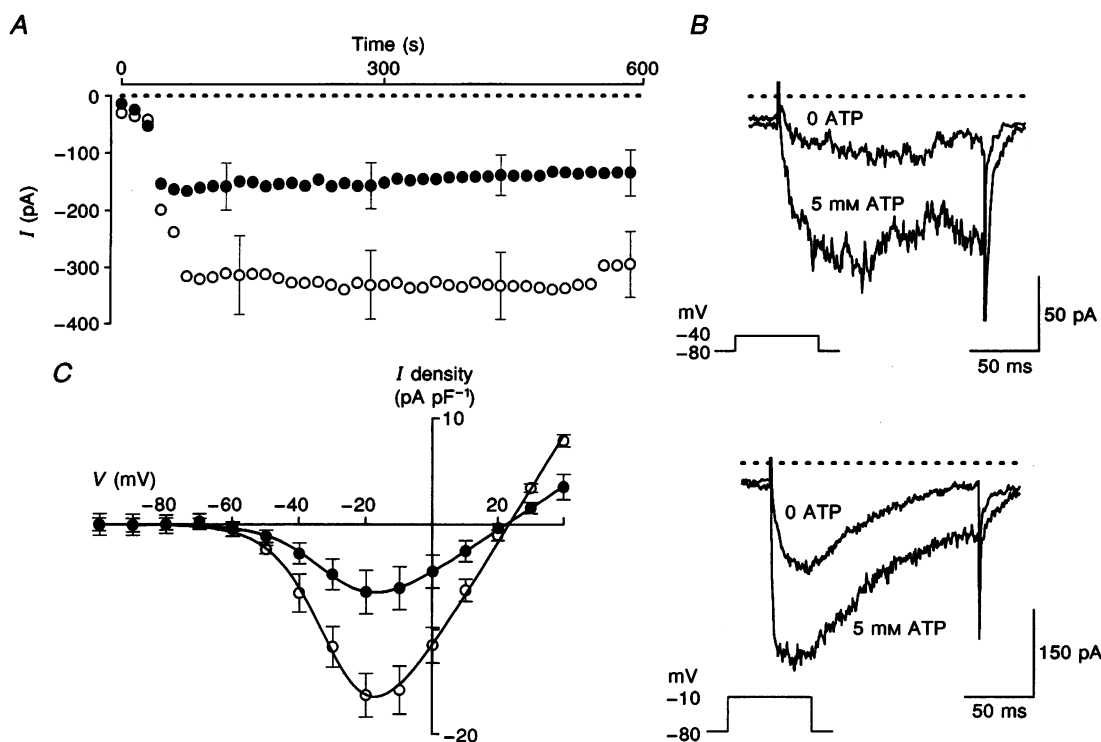 A
Time (s)
0 300 600
0
−100
−200
−300
−400
I (pA)
B
0 ATP
5 mM ATP
mV
−40
−80
50 pA
50 ms
C
I density
(pA pF−1)
10
V (mV)
−80 −60 −40 −20 20
−20
0 ATP
5 mM ATP
mV
−10
−80
150 pA
50 ms